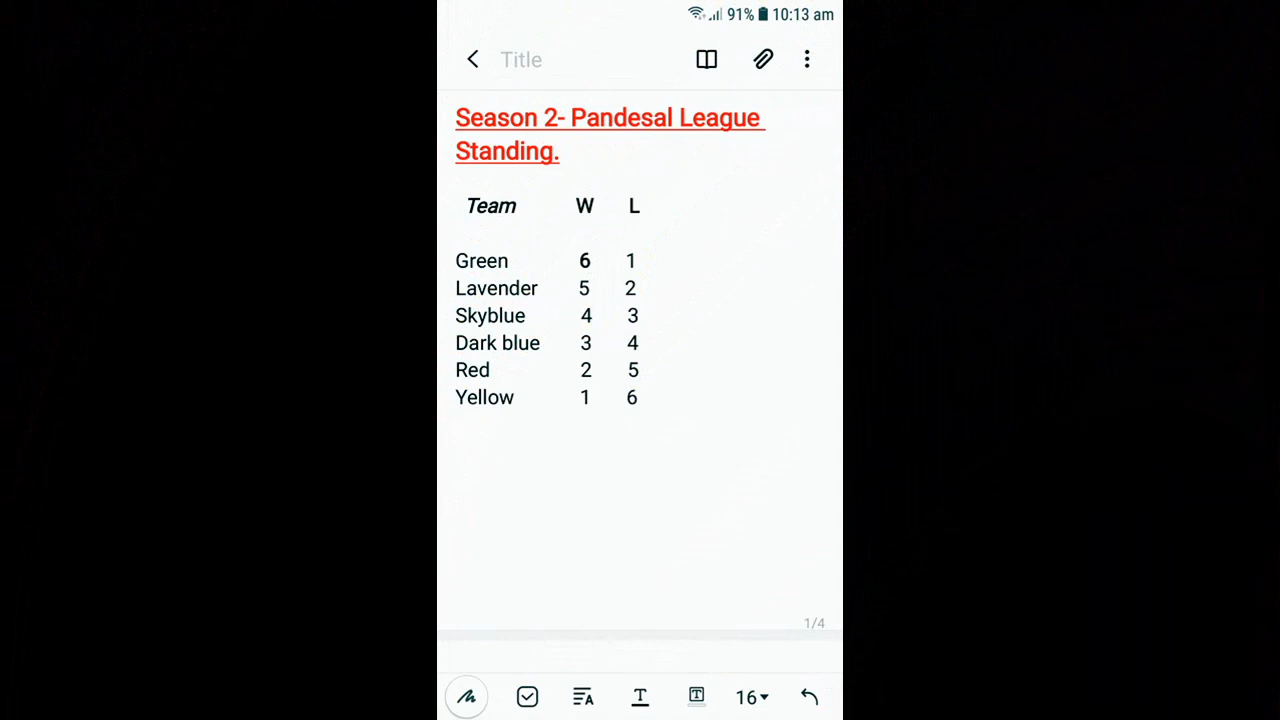 91% 10:13 am
Title
Season 2- Pandesal League
Standing.
Team W L
Green 6 1
Lavender 5 2
Skyblue 4 3
Dark blue 3 4
Red 2 5
Yellow 1 6
1/4
16